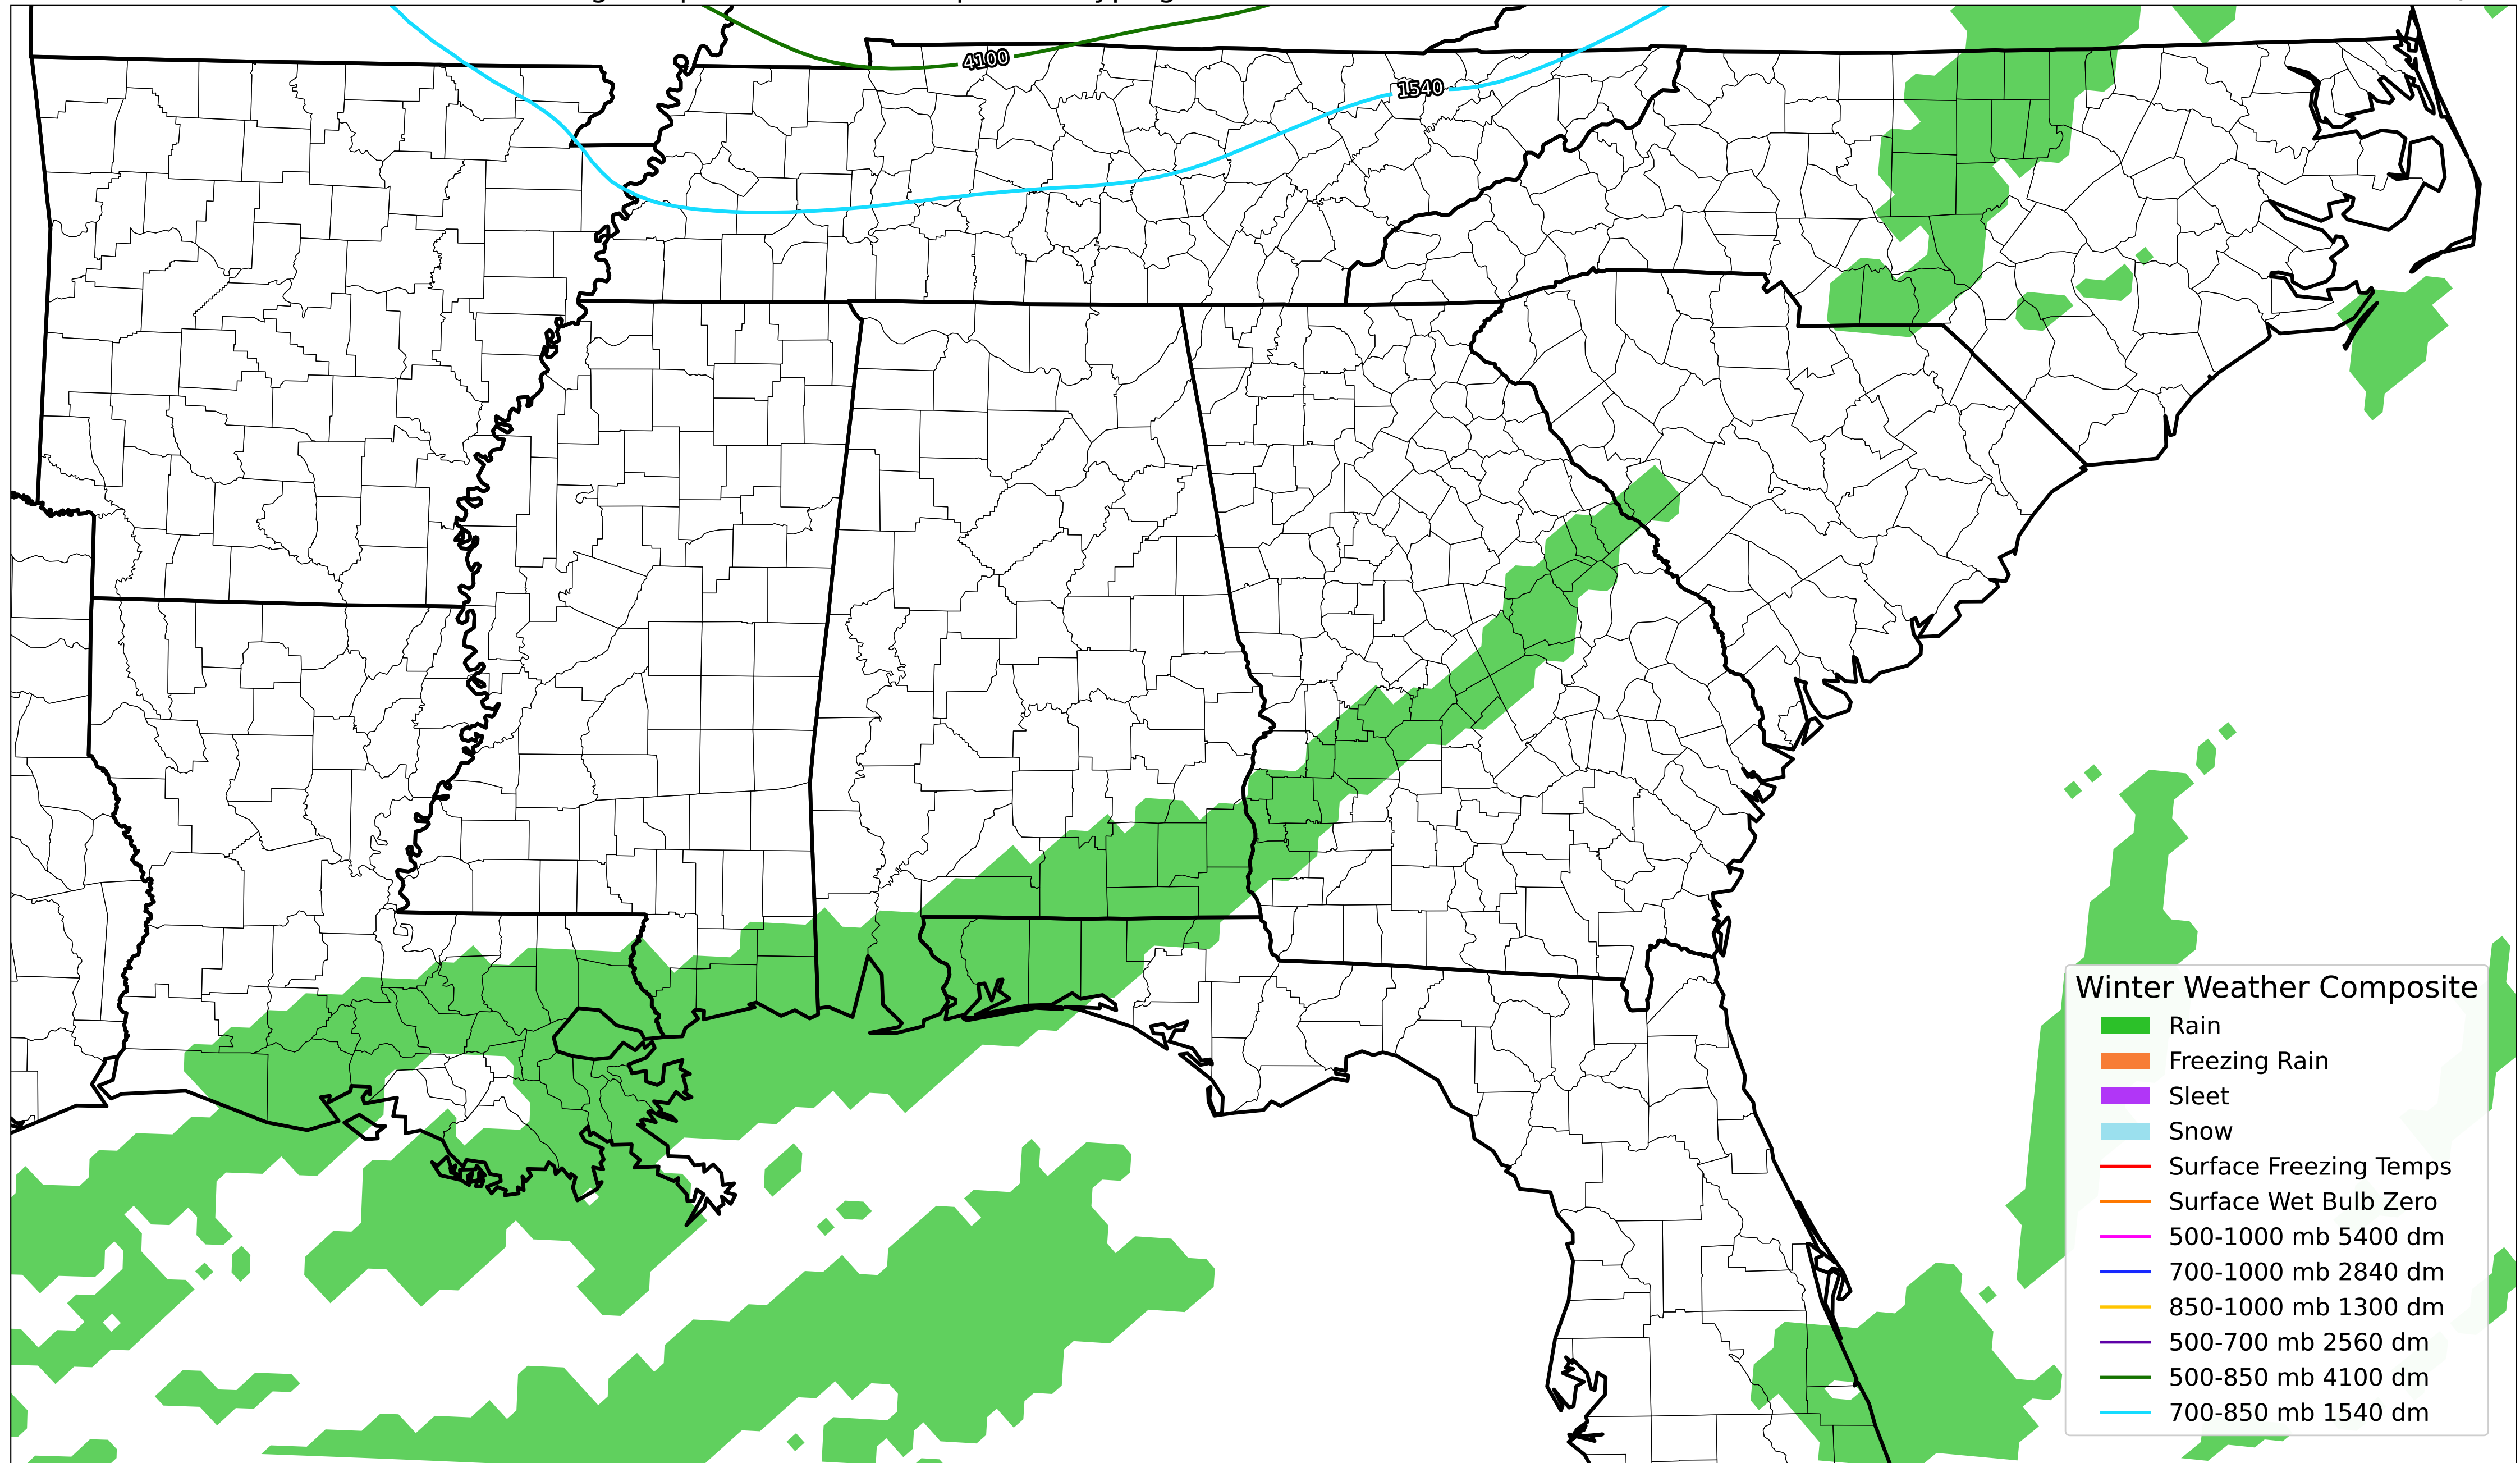 4100
1540
Winter Weather Composite
Rain
Freezing Rain
Sleet
Snow
Surface Freezing Temps
Surface Wet Bulb Zero
500-1000 mb 5400 dm
700-1000 mb 2840 dm
850-1000 mb 1300 dm
500-700 mb 2560 dm
500-850 mb 4100 dm
700-850 mb 1540 dm